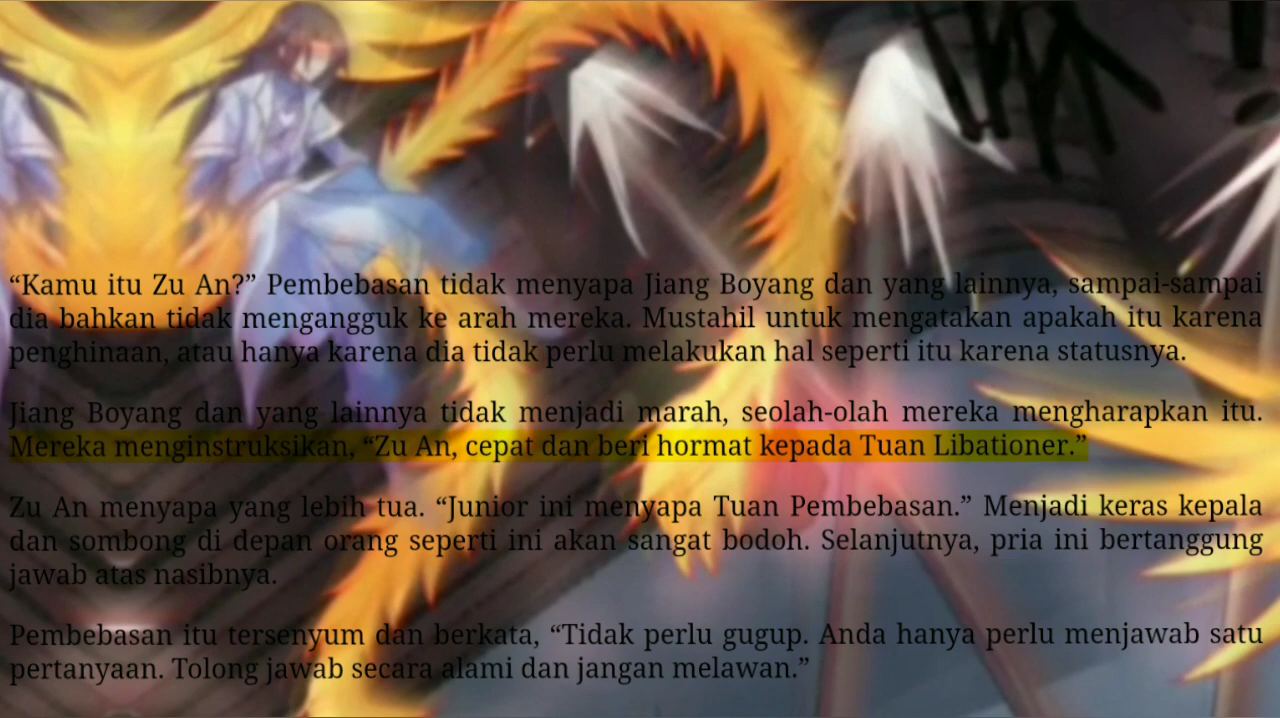 “Kamu itu Zu An?” Pembebasan tidak menyapa Jiang Boyang dan yang lainnya, sampai-sampai
dia bahkan tidak mengangguk ke arah mereka. Mustahil untuk mengatakan apakah itu karena
penghinaan, atau hanya karena dia tidak perlu melakukan hal seperti itu karena statusnya.
Jiang Boyang dan yang lainnya tidak menjadi marah, seolah-olah mereka mengharapkan itu.
Mereka menginstruksikan, “Zu An, cepat dan beri hormat kepada Tuan Libationer.”
Zu An menyapa yang lebih tua. “Junior ini menyapa Tuan Pembebasan.” Menjadi keras kepala
dan sombong di depan orang seperti ini akan sangat bodoh. Selanjutnya, pria ini bertanggung
jawab atas nasibnya.
Pembebasan itu tersenyum dan berkata, “Tidak perlu gugup. Anda hanya perlu menjawab satu
pertanyaan. Tolong jawab secara alami dan jangan melawan.”